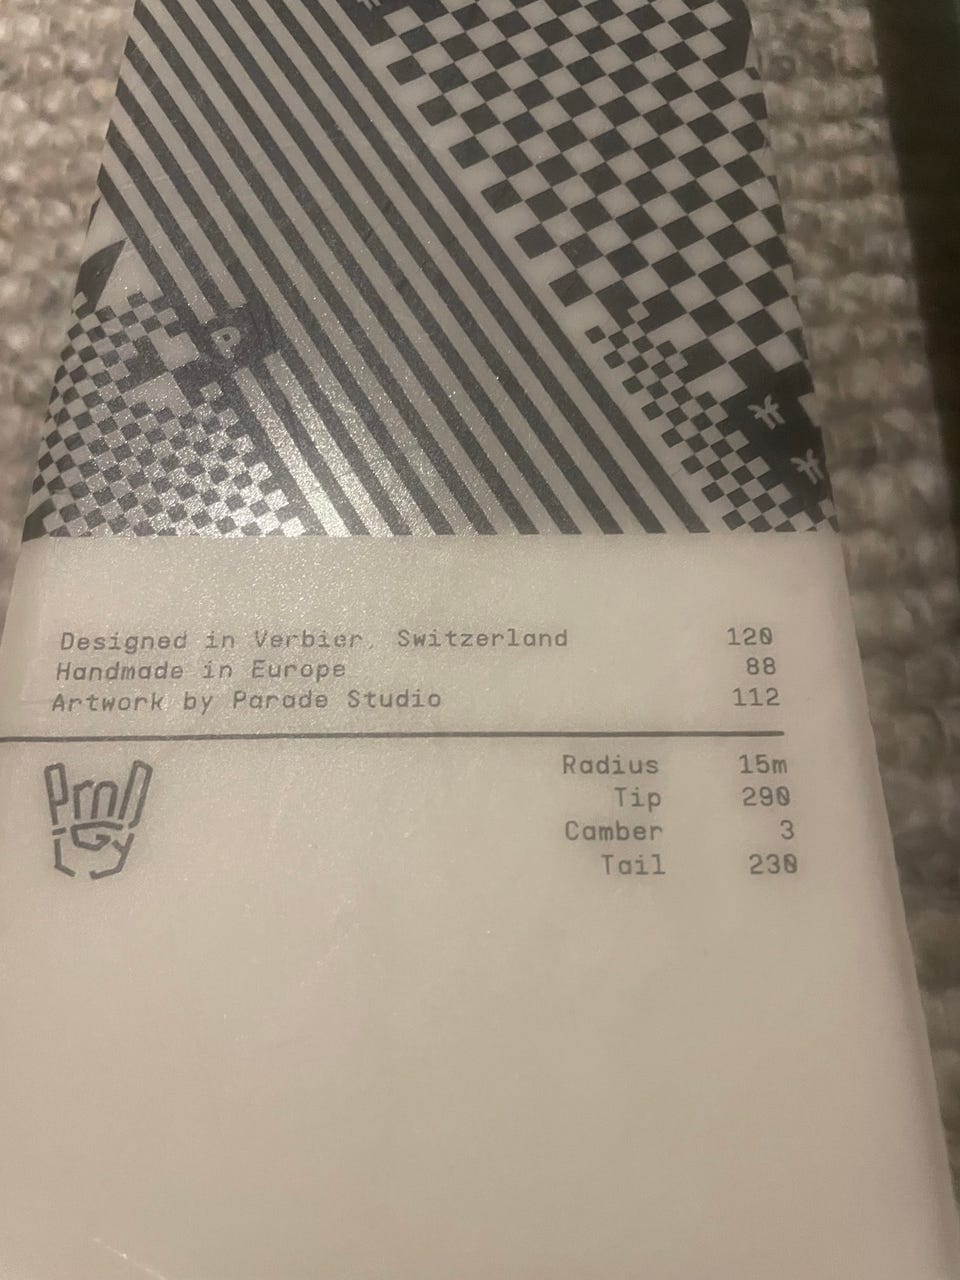 P
Designed in Verbier, Switzerland 120
Handmade in Europe 88
Artwork by Parade Studio 112
Radius 15m
Tip 290
Camber 3
Tail 230